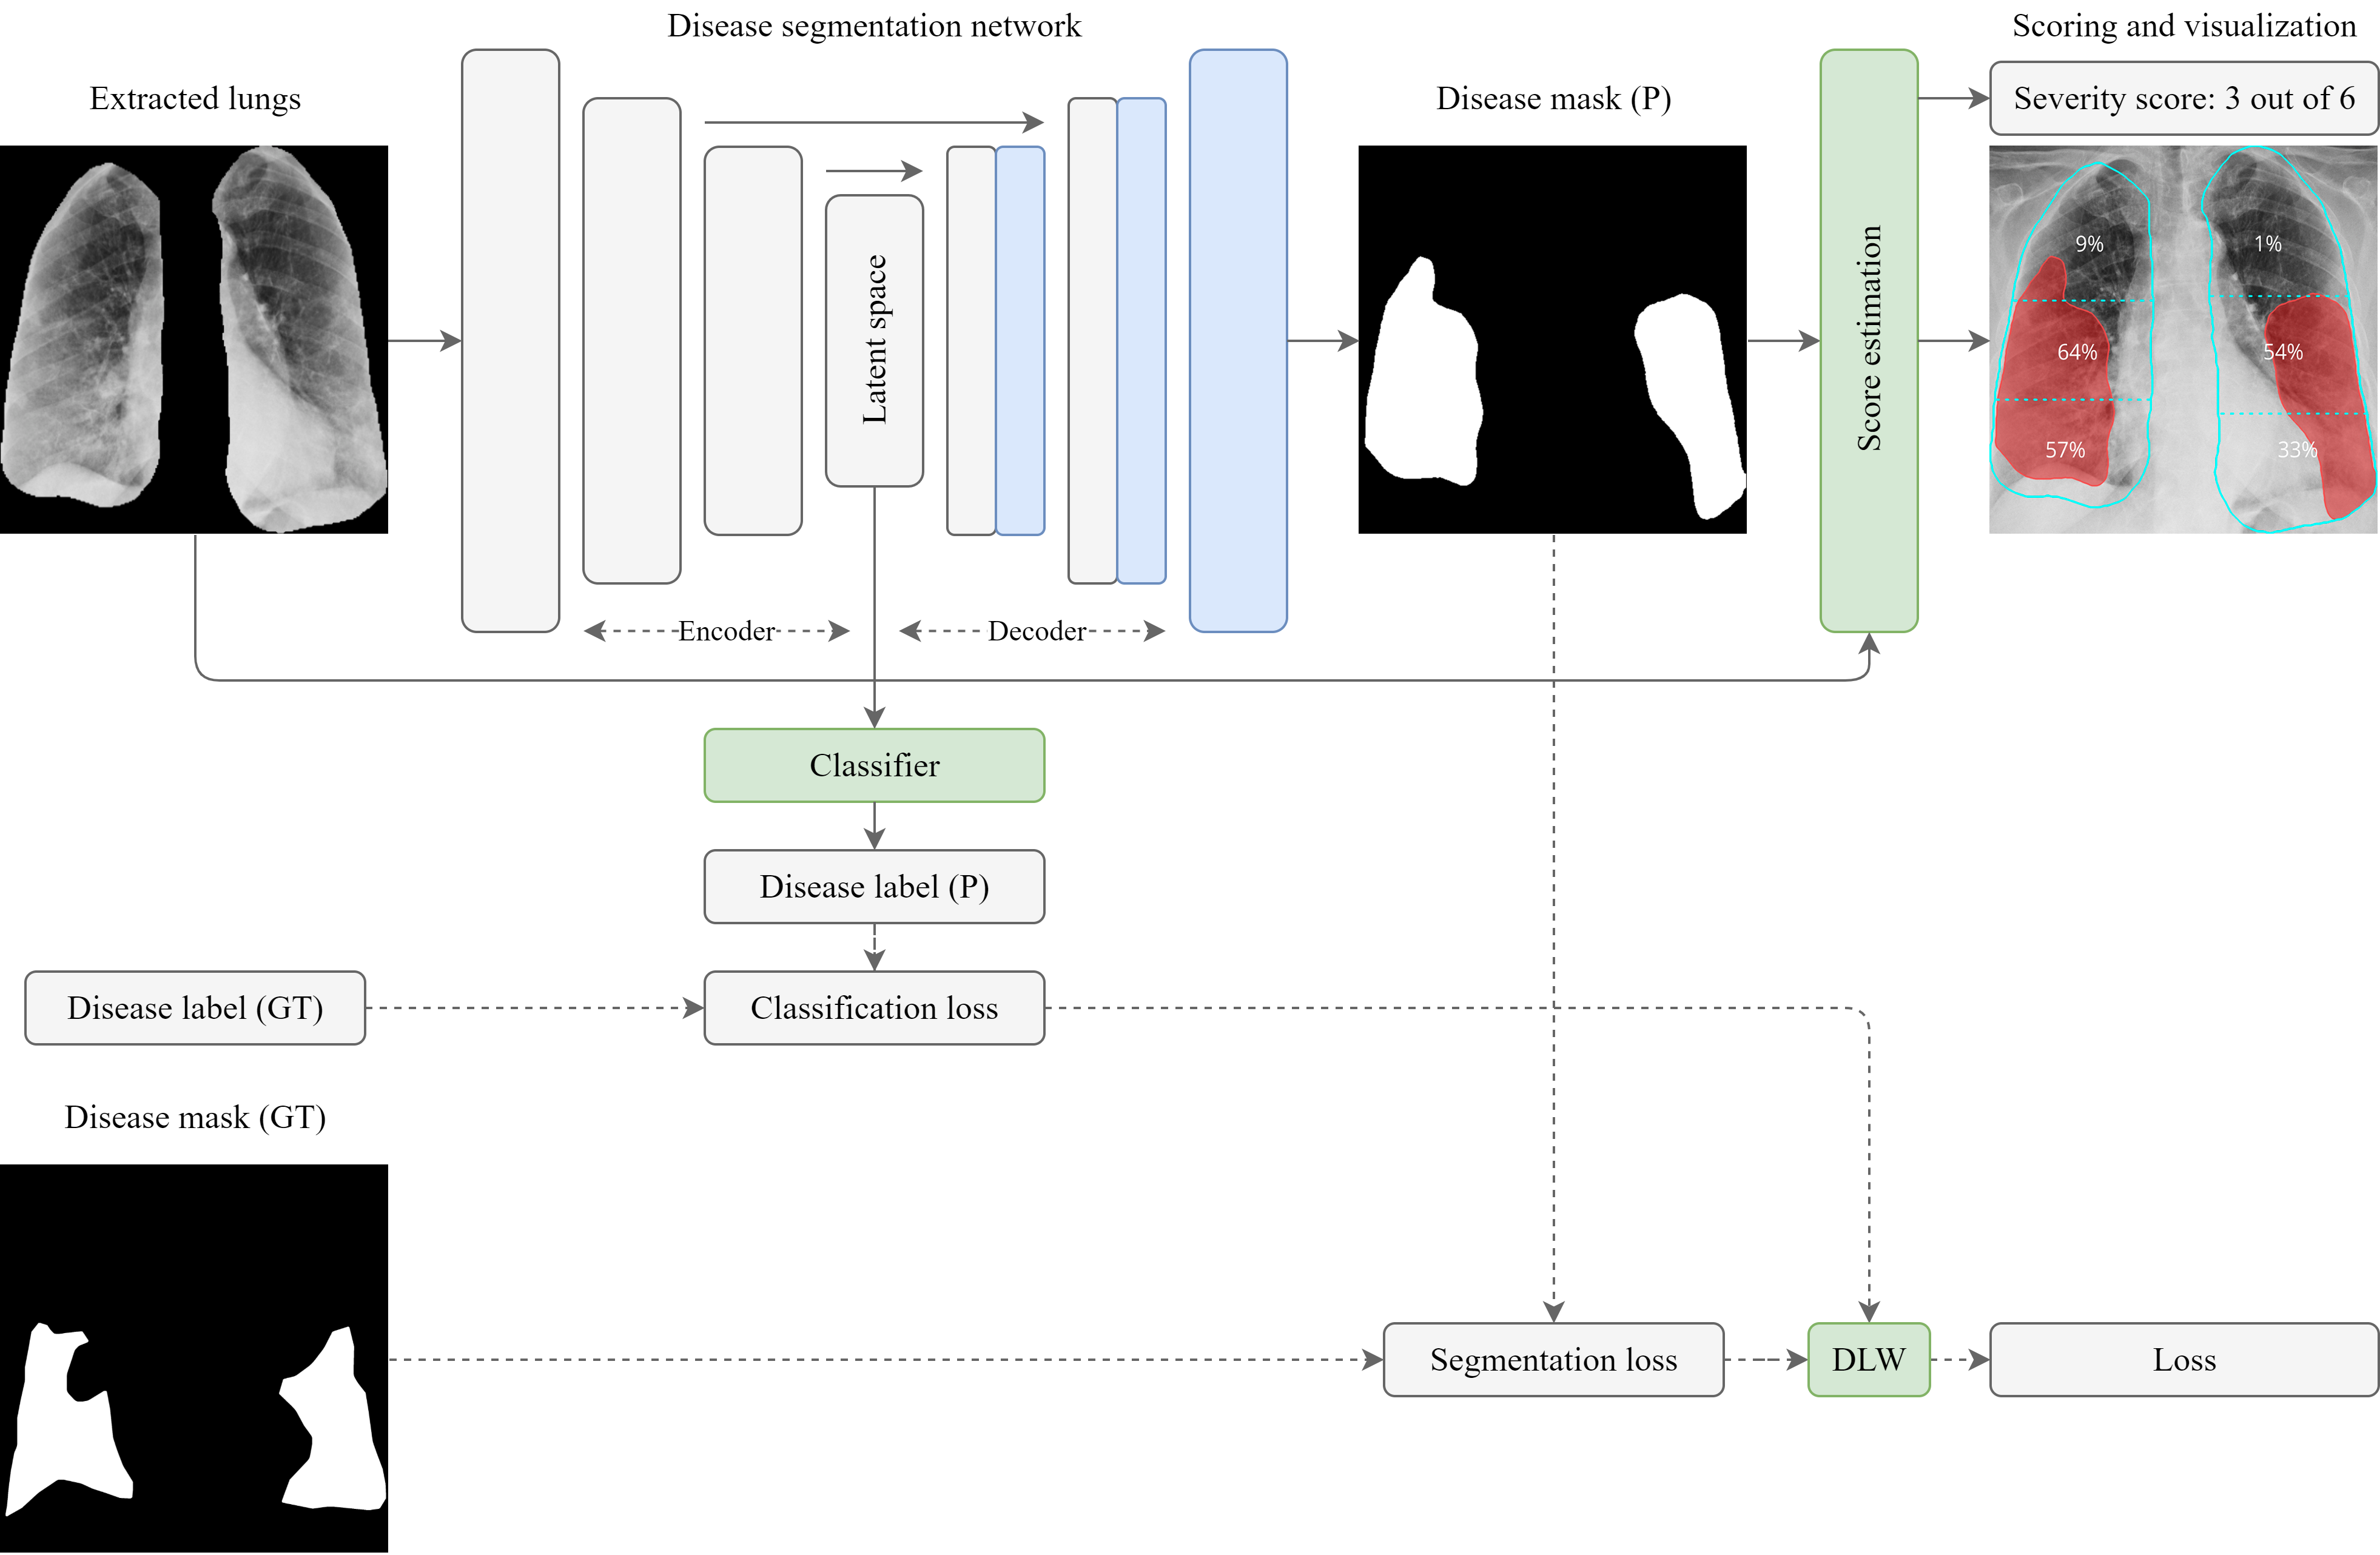 Disease segmentation network
Scoring and visualization
Extracted lungs
Disease mask (P)
Severity score: 3 out of 6
Latent space
Score estimation
9%
1%
64%
54%
57%
33%
Encoder
Decoder
Classifier
Disease label (P)
Disease label (GT)
Classification loss
Disease mask (GT)
Segmentation loss
DLW
Loss